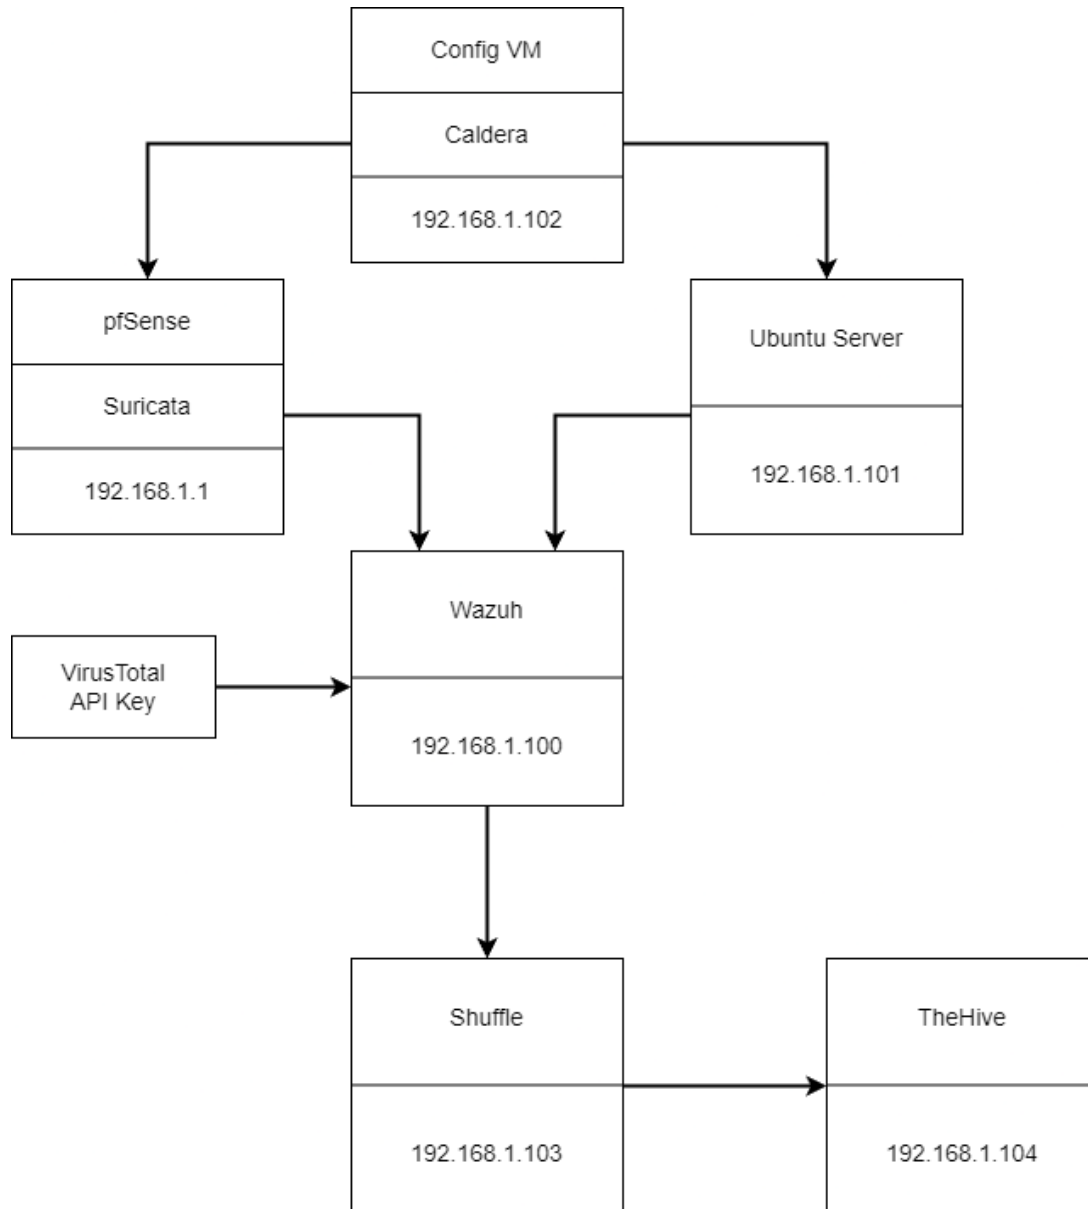 Config VM
Caldera
192.168.1.102
pfSense
Suricata
192.168.1.1
Ubuntu Server
192.168.1.101
Wazuh
192.168.1.100
VirusTotal
API Key
Shuffle
192.168.1.103
TheHive
192.168.1.104